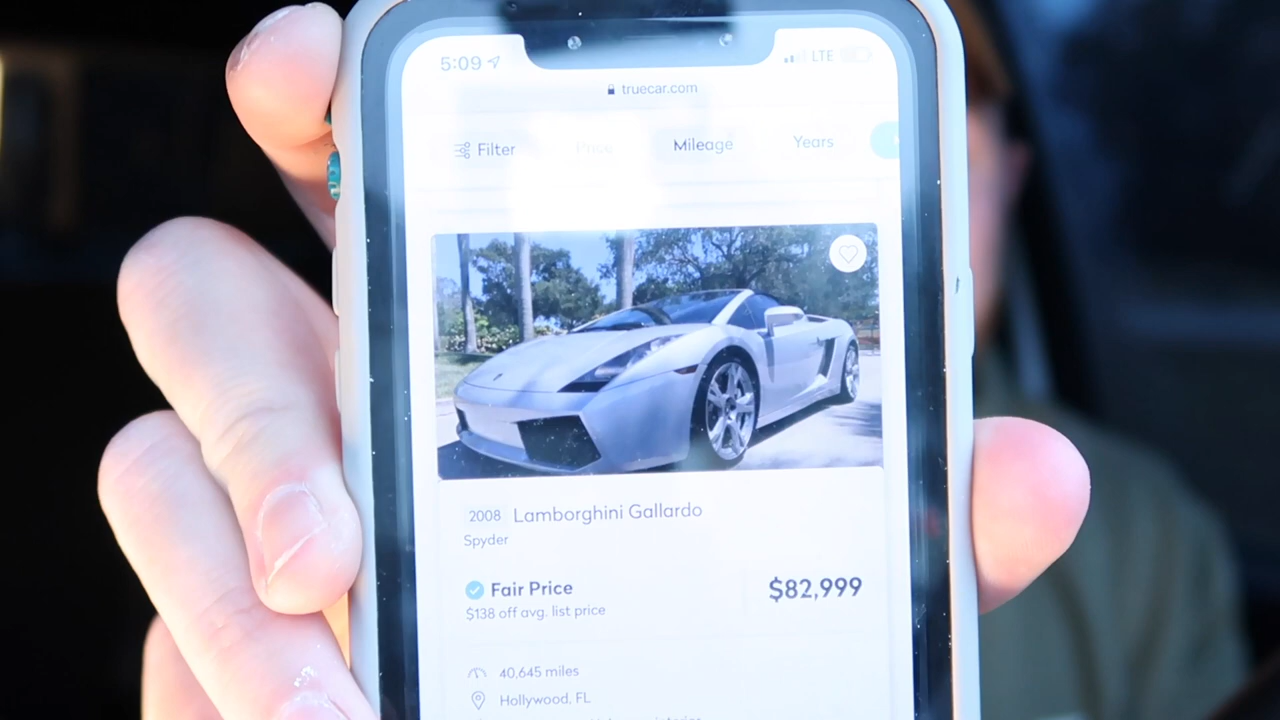 5:09
LTE
truecar.com
Filter
Price
Mileage
Years
2008 Lamborghini Gallardo
Spyder
Fair Price
$82,999
$138 off avg. list price
40,645 miles
Hollywood, FL